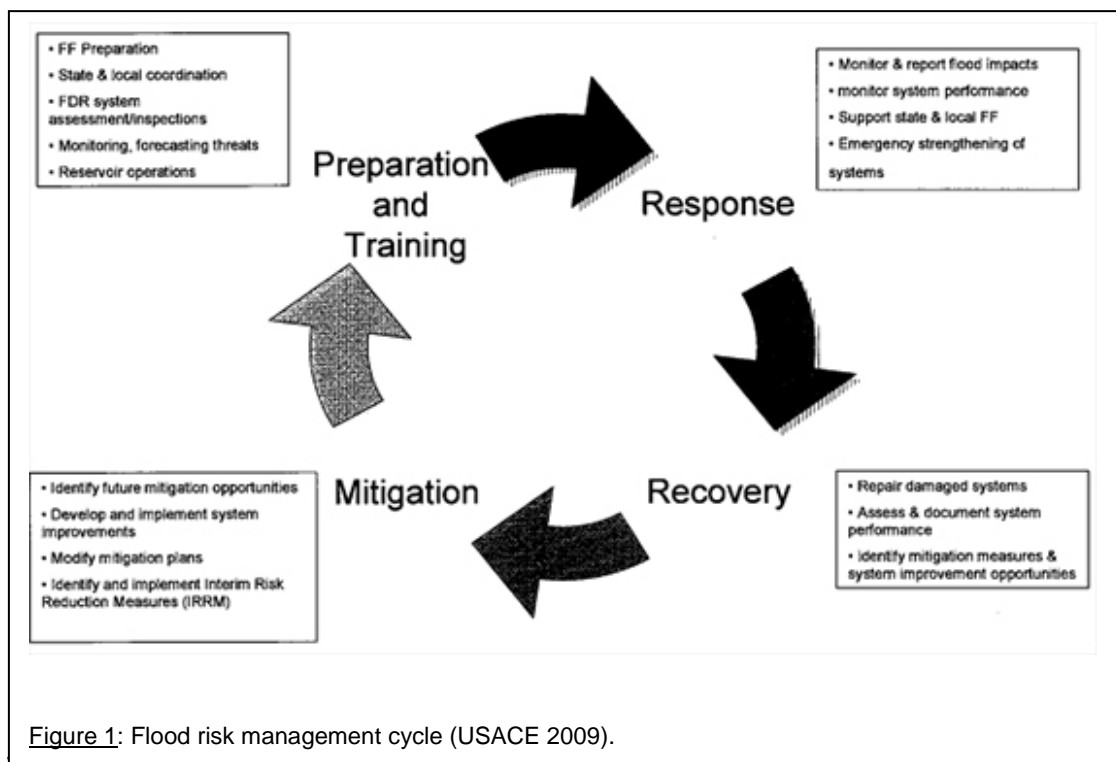 • FF Preparation
• State & local coordination
• FDR system
assessment/inspections
• Monitoring, forecasting threats
• Reservoir operations
• Monitor & report flood impacts
• monitor system performance
• Support state & local FF
• Emergency strengthening of
systems
Preparation
and
Training
Response
Mitigation
Recovery
• Identify future mitigation opportunities
• Develop and implement system
improvements
• Modify mitigation plans
• Identify and implement Interim Risk
Reduction Measures (IRRM)
• Repair damaged systems
• Assess & document system
performance
• Identify mitigation measures &
system improvement opportunities
Figure 1: Flood risk management cycle (USACE 2009).